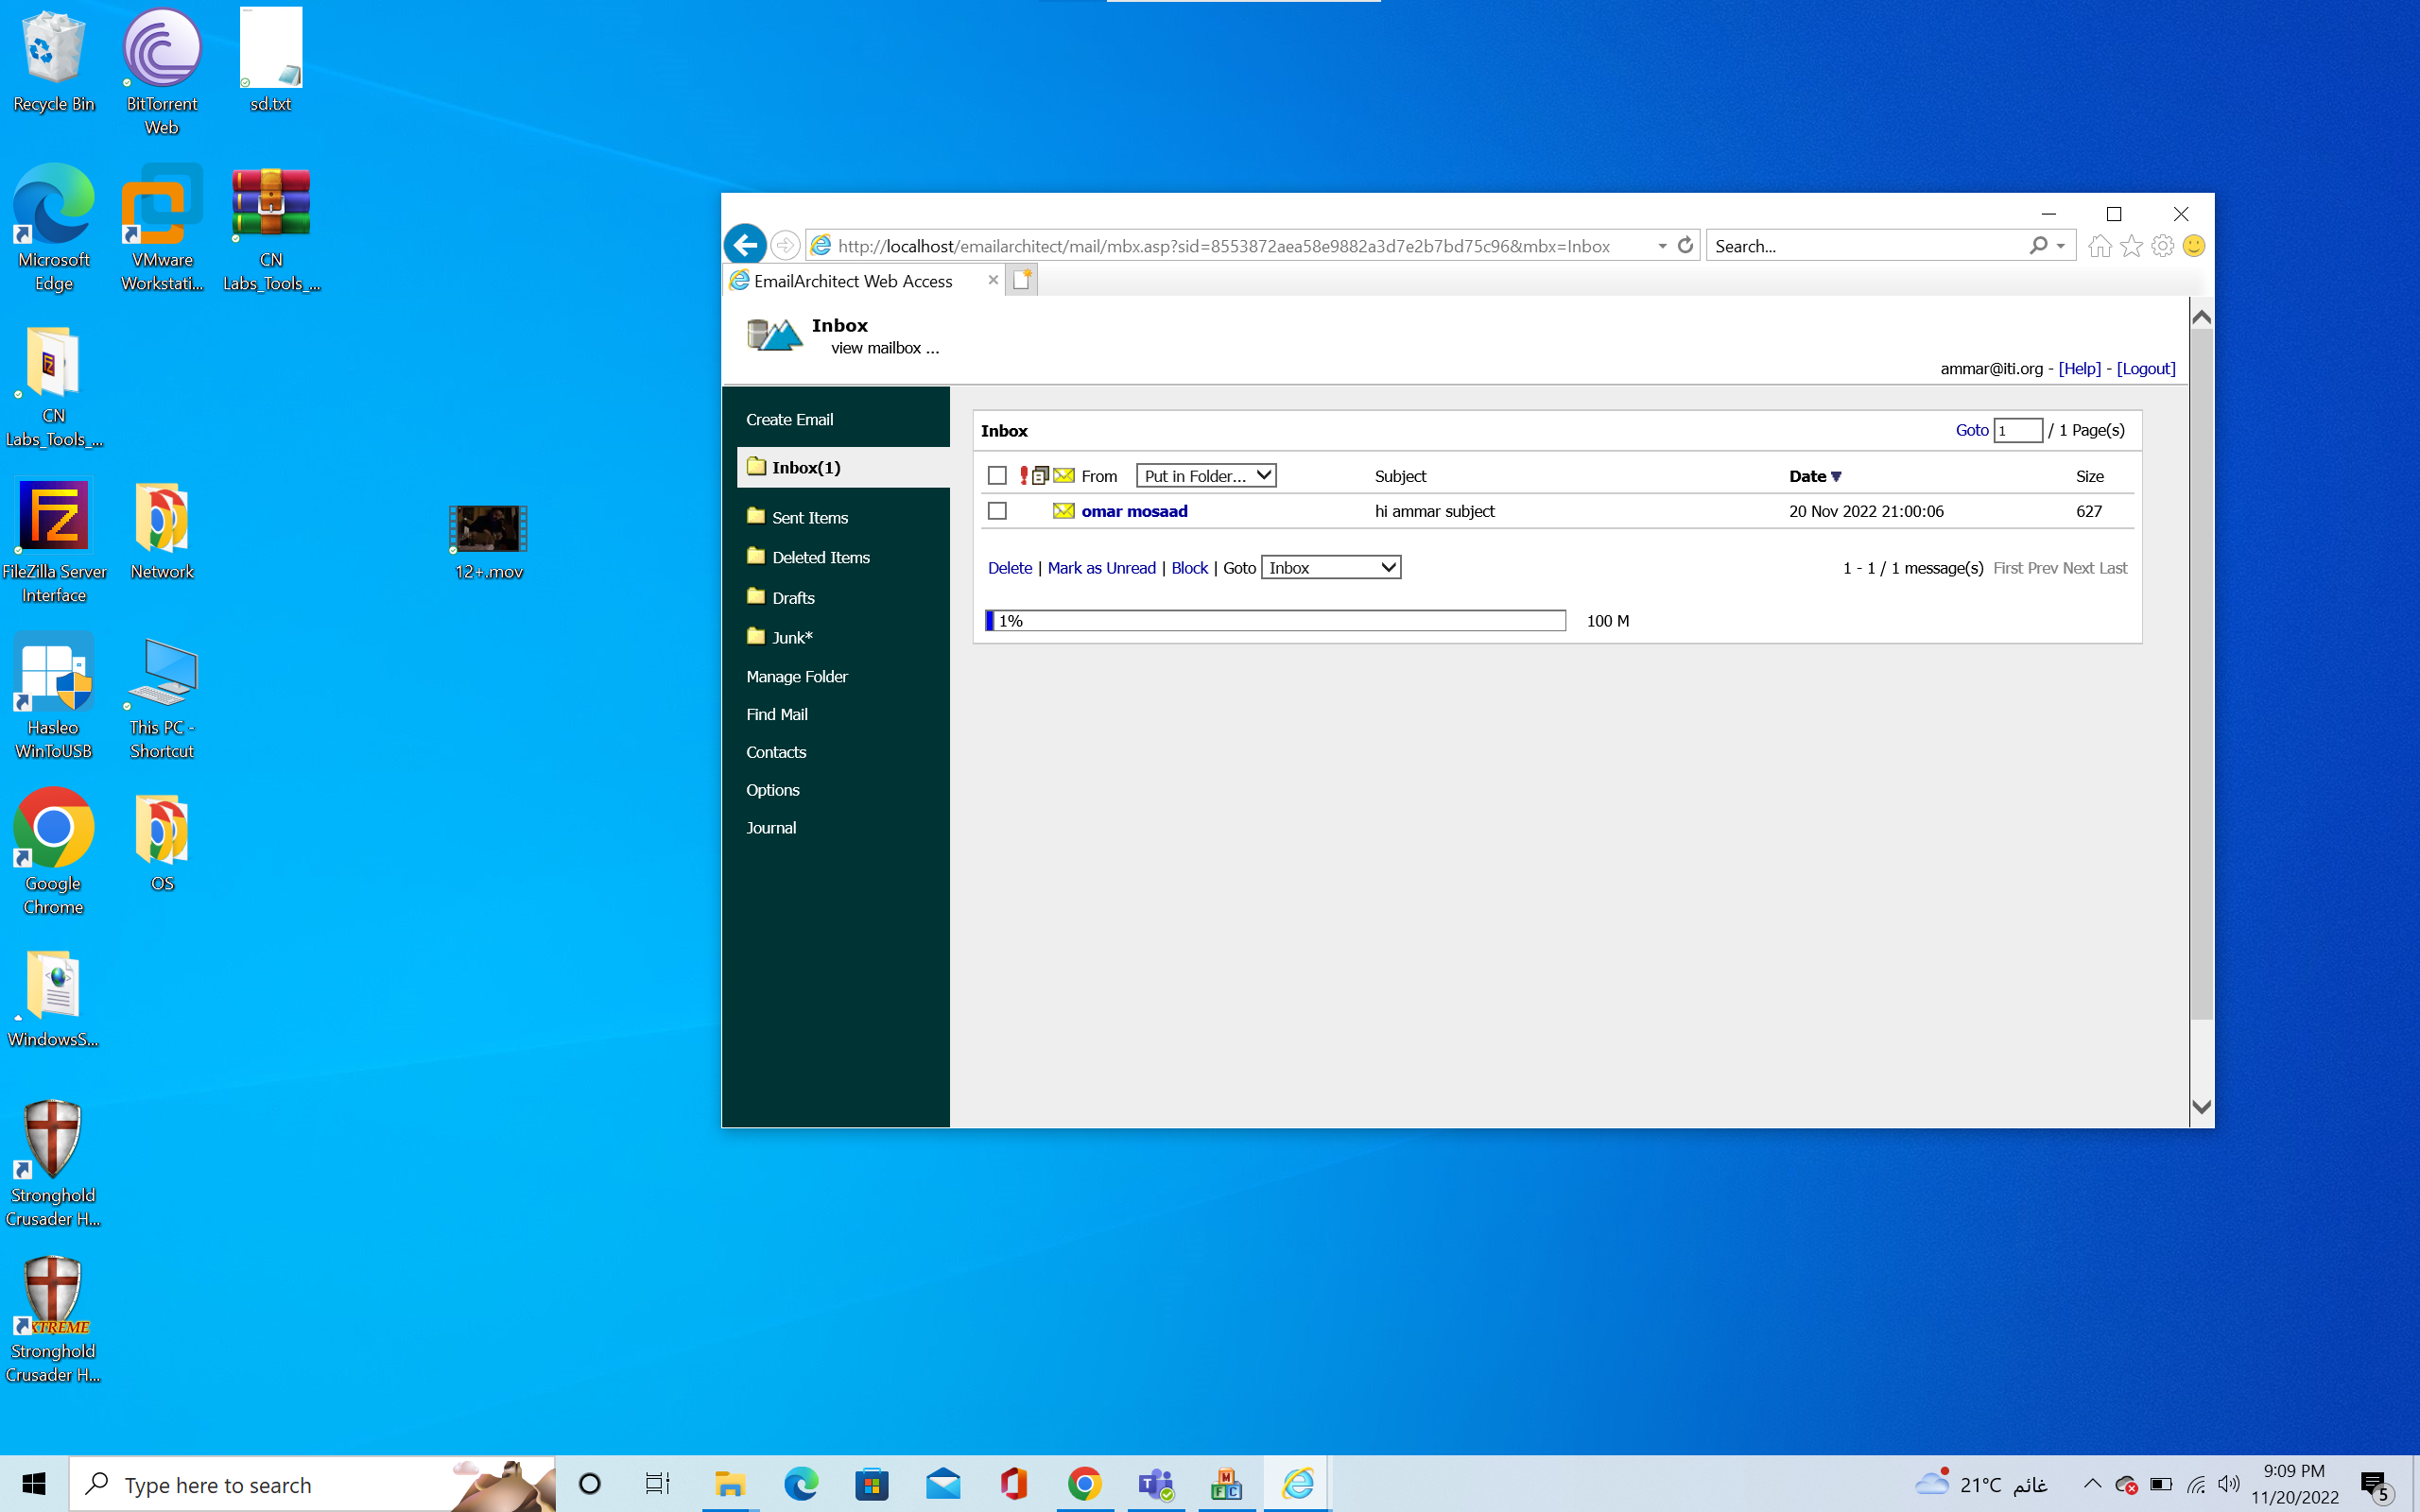 Recycle Bin
BitTorrent
Web
sd.txt
Microsoft
Edge
VMware
Workstati...
CN
Labs_Tools_...
CN
Labs_Tools_...
FileZilla Server
Interface
Network
12+.mov
Hasleo
WinToUSB
This PC -
Shortcut
Google
Chrome
OS
WindowsS...
Stronghold
Crusader H...
XTREME
Stronghold
Crusader H...
http://localhost/emailarchitect/mail/mbx.asp?sid=8553872aea58e9882a3d7e2b7bd75c96&mbx=Inbox
Search...
EmailArchitect Web Access
Inbox
view mailbox ...
ammar@iti.org - [Help] - [Logout]
Create Email
Inbox(1)
Sent Items
Deleted Items
Drafts
Junk*
Manage Folder
Find Mail
Contacts
Options
Journal
Inbox
Goto 1 / 1 Page(s)
From Put in Folder... Subject Date Size
omar mosaad hi ammar subject 20 Nov 2022 21:00:06 627
Delete | Mark as Unread | Block | Goto Inbox 1 - 1 / 1 message(s) First Prev Next Last
1% 100 M
Type here to search
21°C غائم
9:09 PM
11/20/2022
5